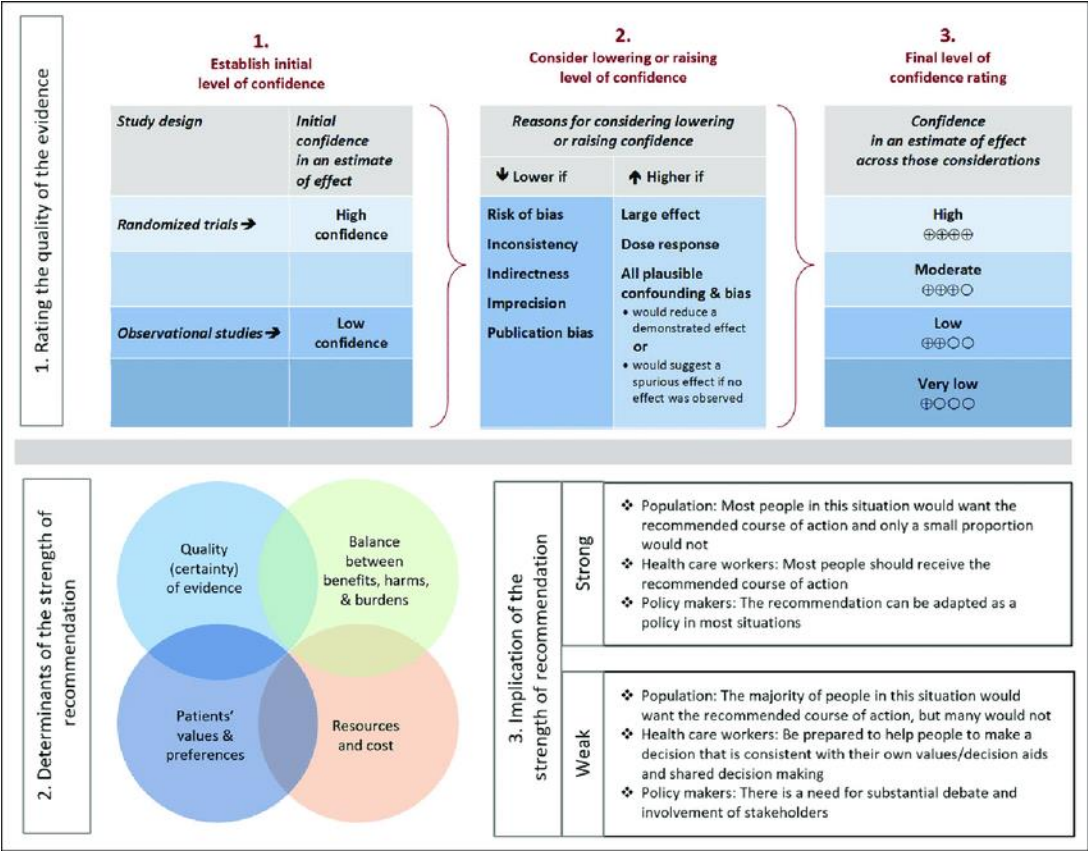 1. Rating the quality of the evidence
1.
Establish initial
level of confidence
Study design
Initial
confidence
in an estimate
of effect
Randomized trials ➔
High
confidence
Observational studies ➔
Low
confidence
2.
Consider lowering or raising
level of confidence
Reasons for considering lowering
or raising confidence
🡻 Lower if
🡹 Higher if
Risk of bias
Inconsistency
Indirectness
Imprecision
Publication bias
Large effect
Dose response
All plausible
confounding & bias
• would reduce a
demonstrated effect
or
• would suggest a
spurious effect if no
effect was observed
3.
Final level of
confidence rating
Confidence
in an estimate of effect
across those considerations
High
⊕⊕⊕⊕
Moderate
⊕⊕⊕○
Low
⊕⊕○○
Very low
⊕○○○
2. Determinants of the strength of
recommendation
Quality
(certainty)
of evidence
Balance
between
benefits, harms,
& burdens
Patients'
values &
preferences
Resources
and cost
3. Implication of the
strength of recommendation
Strong
❖ Population: Most people in this situation would want the
recommended course of action and only a small proportion
would not
❖ Health care workers: Most people should receive the
recommended course of action
❖ Policy makers: The recommendation can be adapted as a
policy in most situations
Weak
❖ Population: The majority of people in this situation would
want the recommended course of action, but many would not
❖ Health care workers: Be prepared to help people to make a
decision that is consistent with their own values/decision aids
and shared decision making
❖ Policy makers: There is a need for substantial debate and
involvement of stakeholders